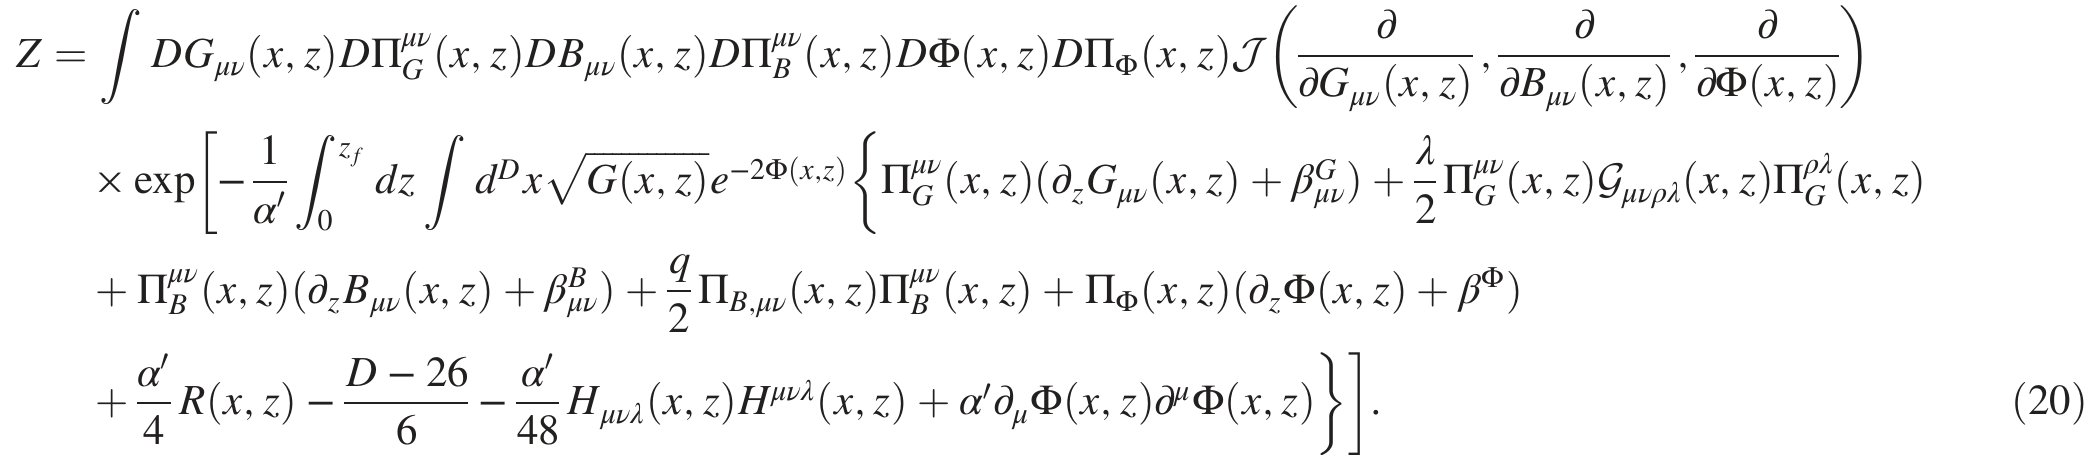 Z = ∫ DG_{μν}(x, z)DΠ_G^{μν}(x, z)DB_{μν}(x, z)DΠ_B^{μν}(x, z)DΦ(x, z)DΠ_Φ(x, z)𝒥(∂/∂G_{μν}(x, z), ∂/∂B_{μν}(x, z), ∂/∂Φ(x, z))
× exp[−1/α′ ∫_0^{z_f} dz ∫ d^D x √G(x, z) e^{−2Φ(x,z)} {Π_G^{μν}(x, z)(∂_z G_{μν}(x, z) + β_{μν}^G) + λ/2 Π_G^{μν}(x, z)𝒢_{μνρλ}(x, z)Π_G^{ρλ}(x, z)
+ Π_B^{μν}(x, z)(∂_z B_{μν}(x, z) + β_{μν}^B) + q/2 Π_{B,μν}(x, z)Π_B^{μν}(x, z) + Π_Φ(x, z)(∂_z Φ(x, z) + β^Φ)
+ α′/4 R(x, z) − D − 26/6 − α′/48 H_{μνλ}(x, z)H^{μνλ}(x, z) + α′∂_μ Φ(x, z)∂^μ Φ(x, z)}]. (20)